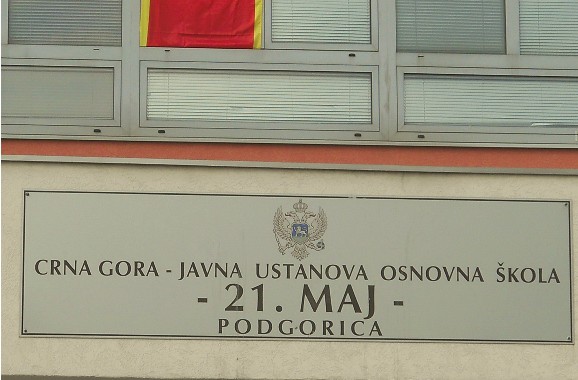 CRNA GORA - JAVNA USTANOVA OSNOVNA ŠKOLA
- 21. MAJ -
PODGORICA